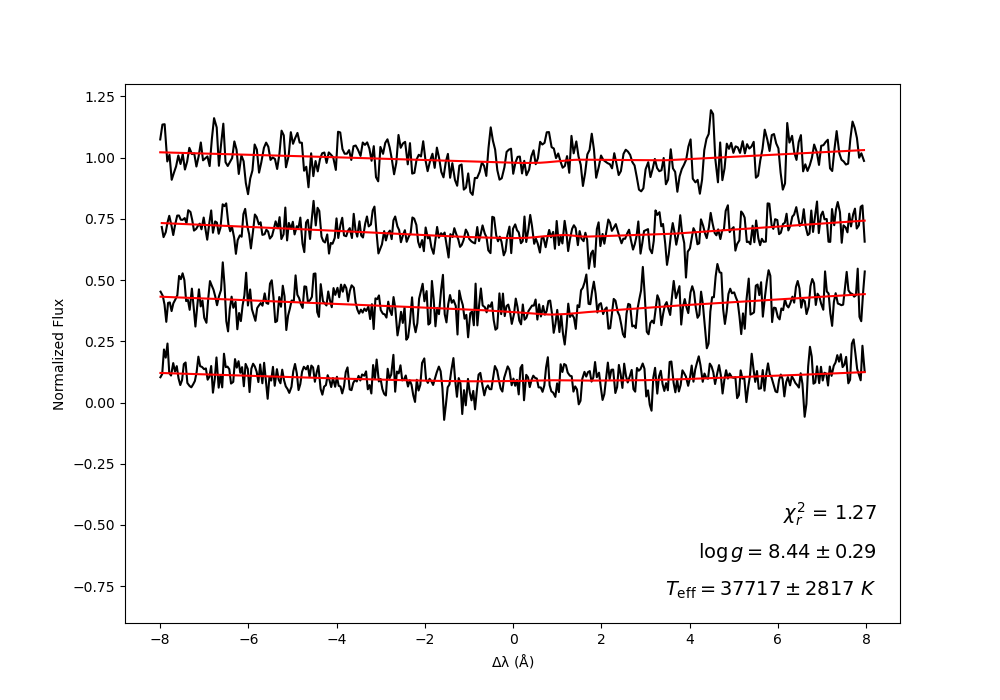 Normalized Flux
1.25
1.00
0.75
0.50
0.25
0.00
−0.25
−0.50
−0.75
χ²ᵣ = 1.27
log g = 8.44 ± 0.29
T_eff = 37717 ± 2817 K
−8 −6 −4 −2 0 2 4 6 8
Δλ (Å)